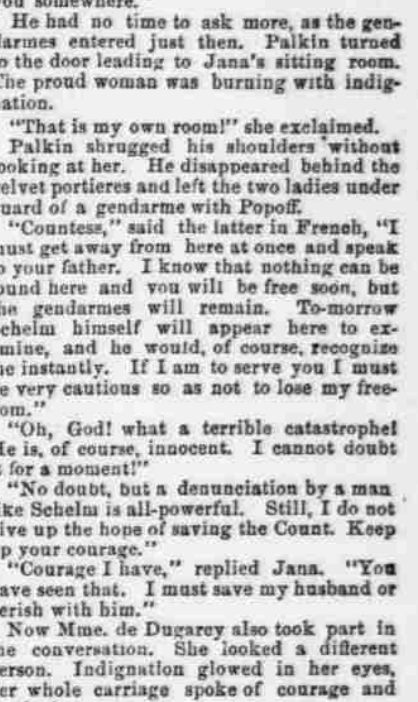 you somewhere."
He had no time to ask more, as the gen-
darmes entered just then. Palkin turned
to the door leading to Jana's sitting room.
The proud woman was burning with indig-
nation.
"That is my own room!" she exclaimed.
Palkin shrugged his shoulders without
looking at her. He disappeared behind the
velvet portieres and left the two ladies under
guard of a gendarme with Popoff.
"Countess," said the latter in French, "I
must get away from here at once and speak
to your father. I know that nothing can be
found here and you will be free soon, but
the gendarmes will remain. To-morrow
Schelm himself will appear here to ex-
amine, and he would, of course, recognize
me instantly. If I am to serve you I must
be very cautious so as not to lose my free-
dom."
"Oh, God! what a terrible catastrophe!
He is, of course, innocent. I cannot doubt
it for a moment!"
"No doubt, but a denunciation by a man
like Schelm is all-powerful. Still, I do not
give up the hope of saving the Count. Keep
up your courage."
"Courage I have," replied Jana. "You
have seen that. I must save my husband or
perish with him."
Now Mme. de Dugarcy also took part in
the conversation. She looked a different
person. Indignation glowed in her eyes,
her whole carriage spoke of courage and